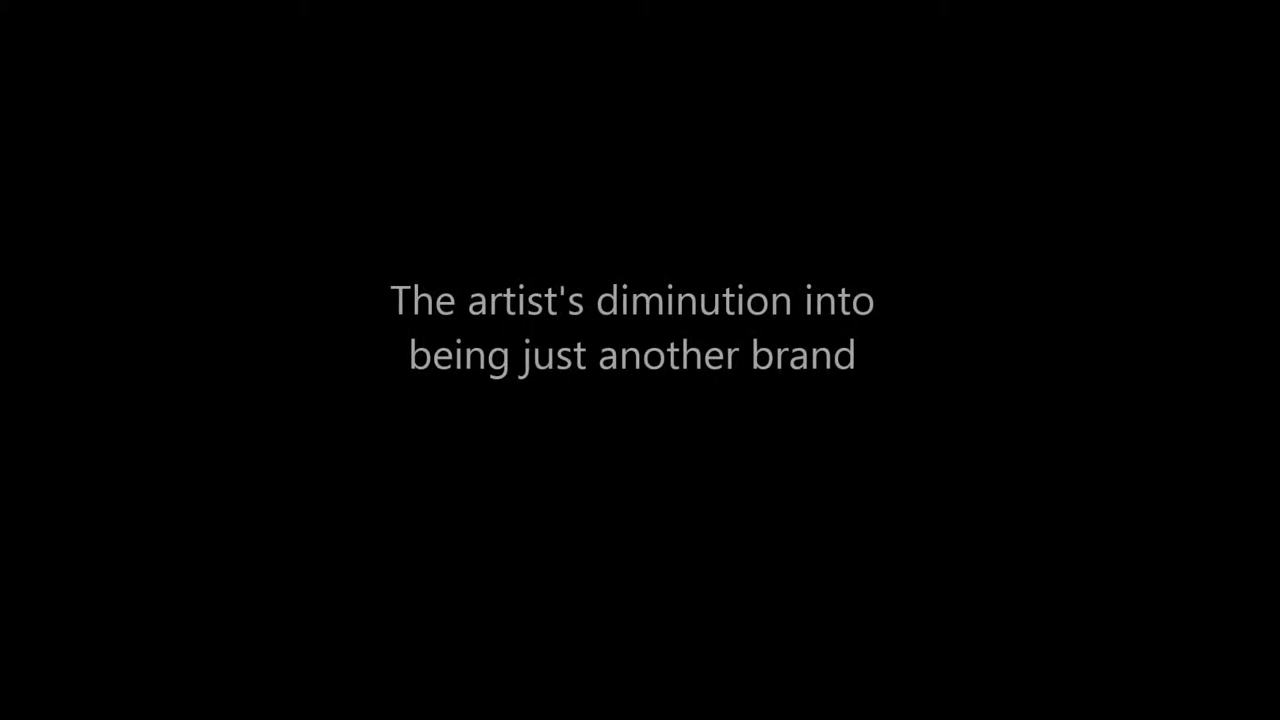 The artist's diminution into
being just another brand